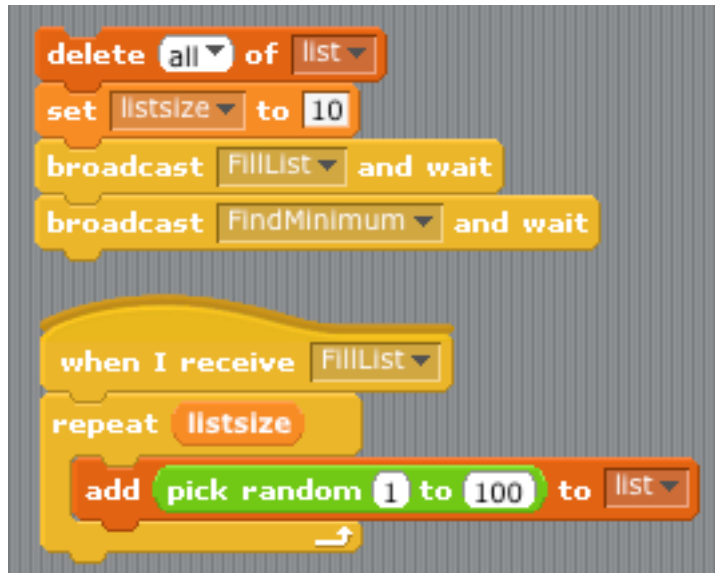 delete all of list
set listsize to 10
broadcast FillList and wait
broadcast FindMinimum and wait
when I receive FillList
repeat listsize
add pick random 1 to 100 to list